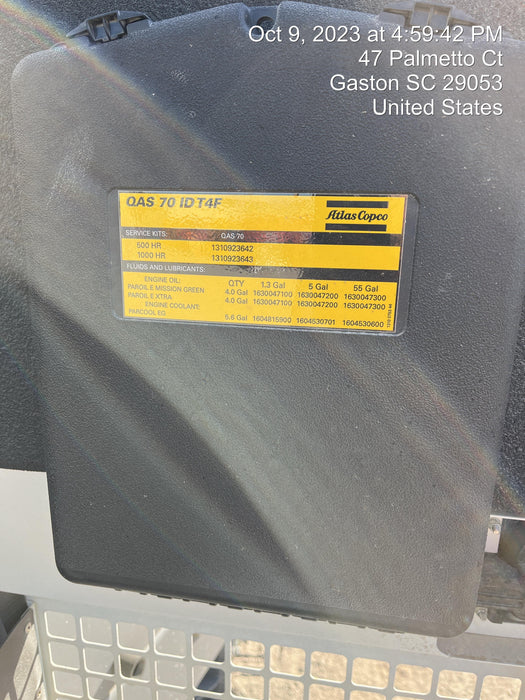 Oct 9, 2023 at 4:59:42 PM
47 Palmetto Ct
Gaston SC 29053
United States
QAS 70 ID T4F
Atlas Copco
SERVICE KITS: QAS 70
500 HR 1310923642
1000 HR 1310923643
FLUIDS AND LUBRICANTS:
ENGINE OIL: QTY 1.3 Gal 5 Gal 55 Gal
PAROIL E MISSION GREEN 4.0 Gal 1630047100 1630047200 1630047300
PAROIL E XTRA 4.0 Gal 1630047100 1630047200 1630047300
ENGINE COOLANT:
PARCOOL EG 5.6 Gal 1604815900 1604530701 1604530600